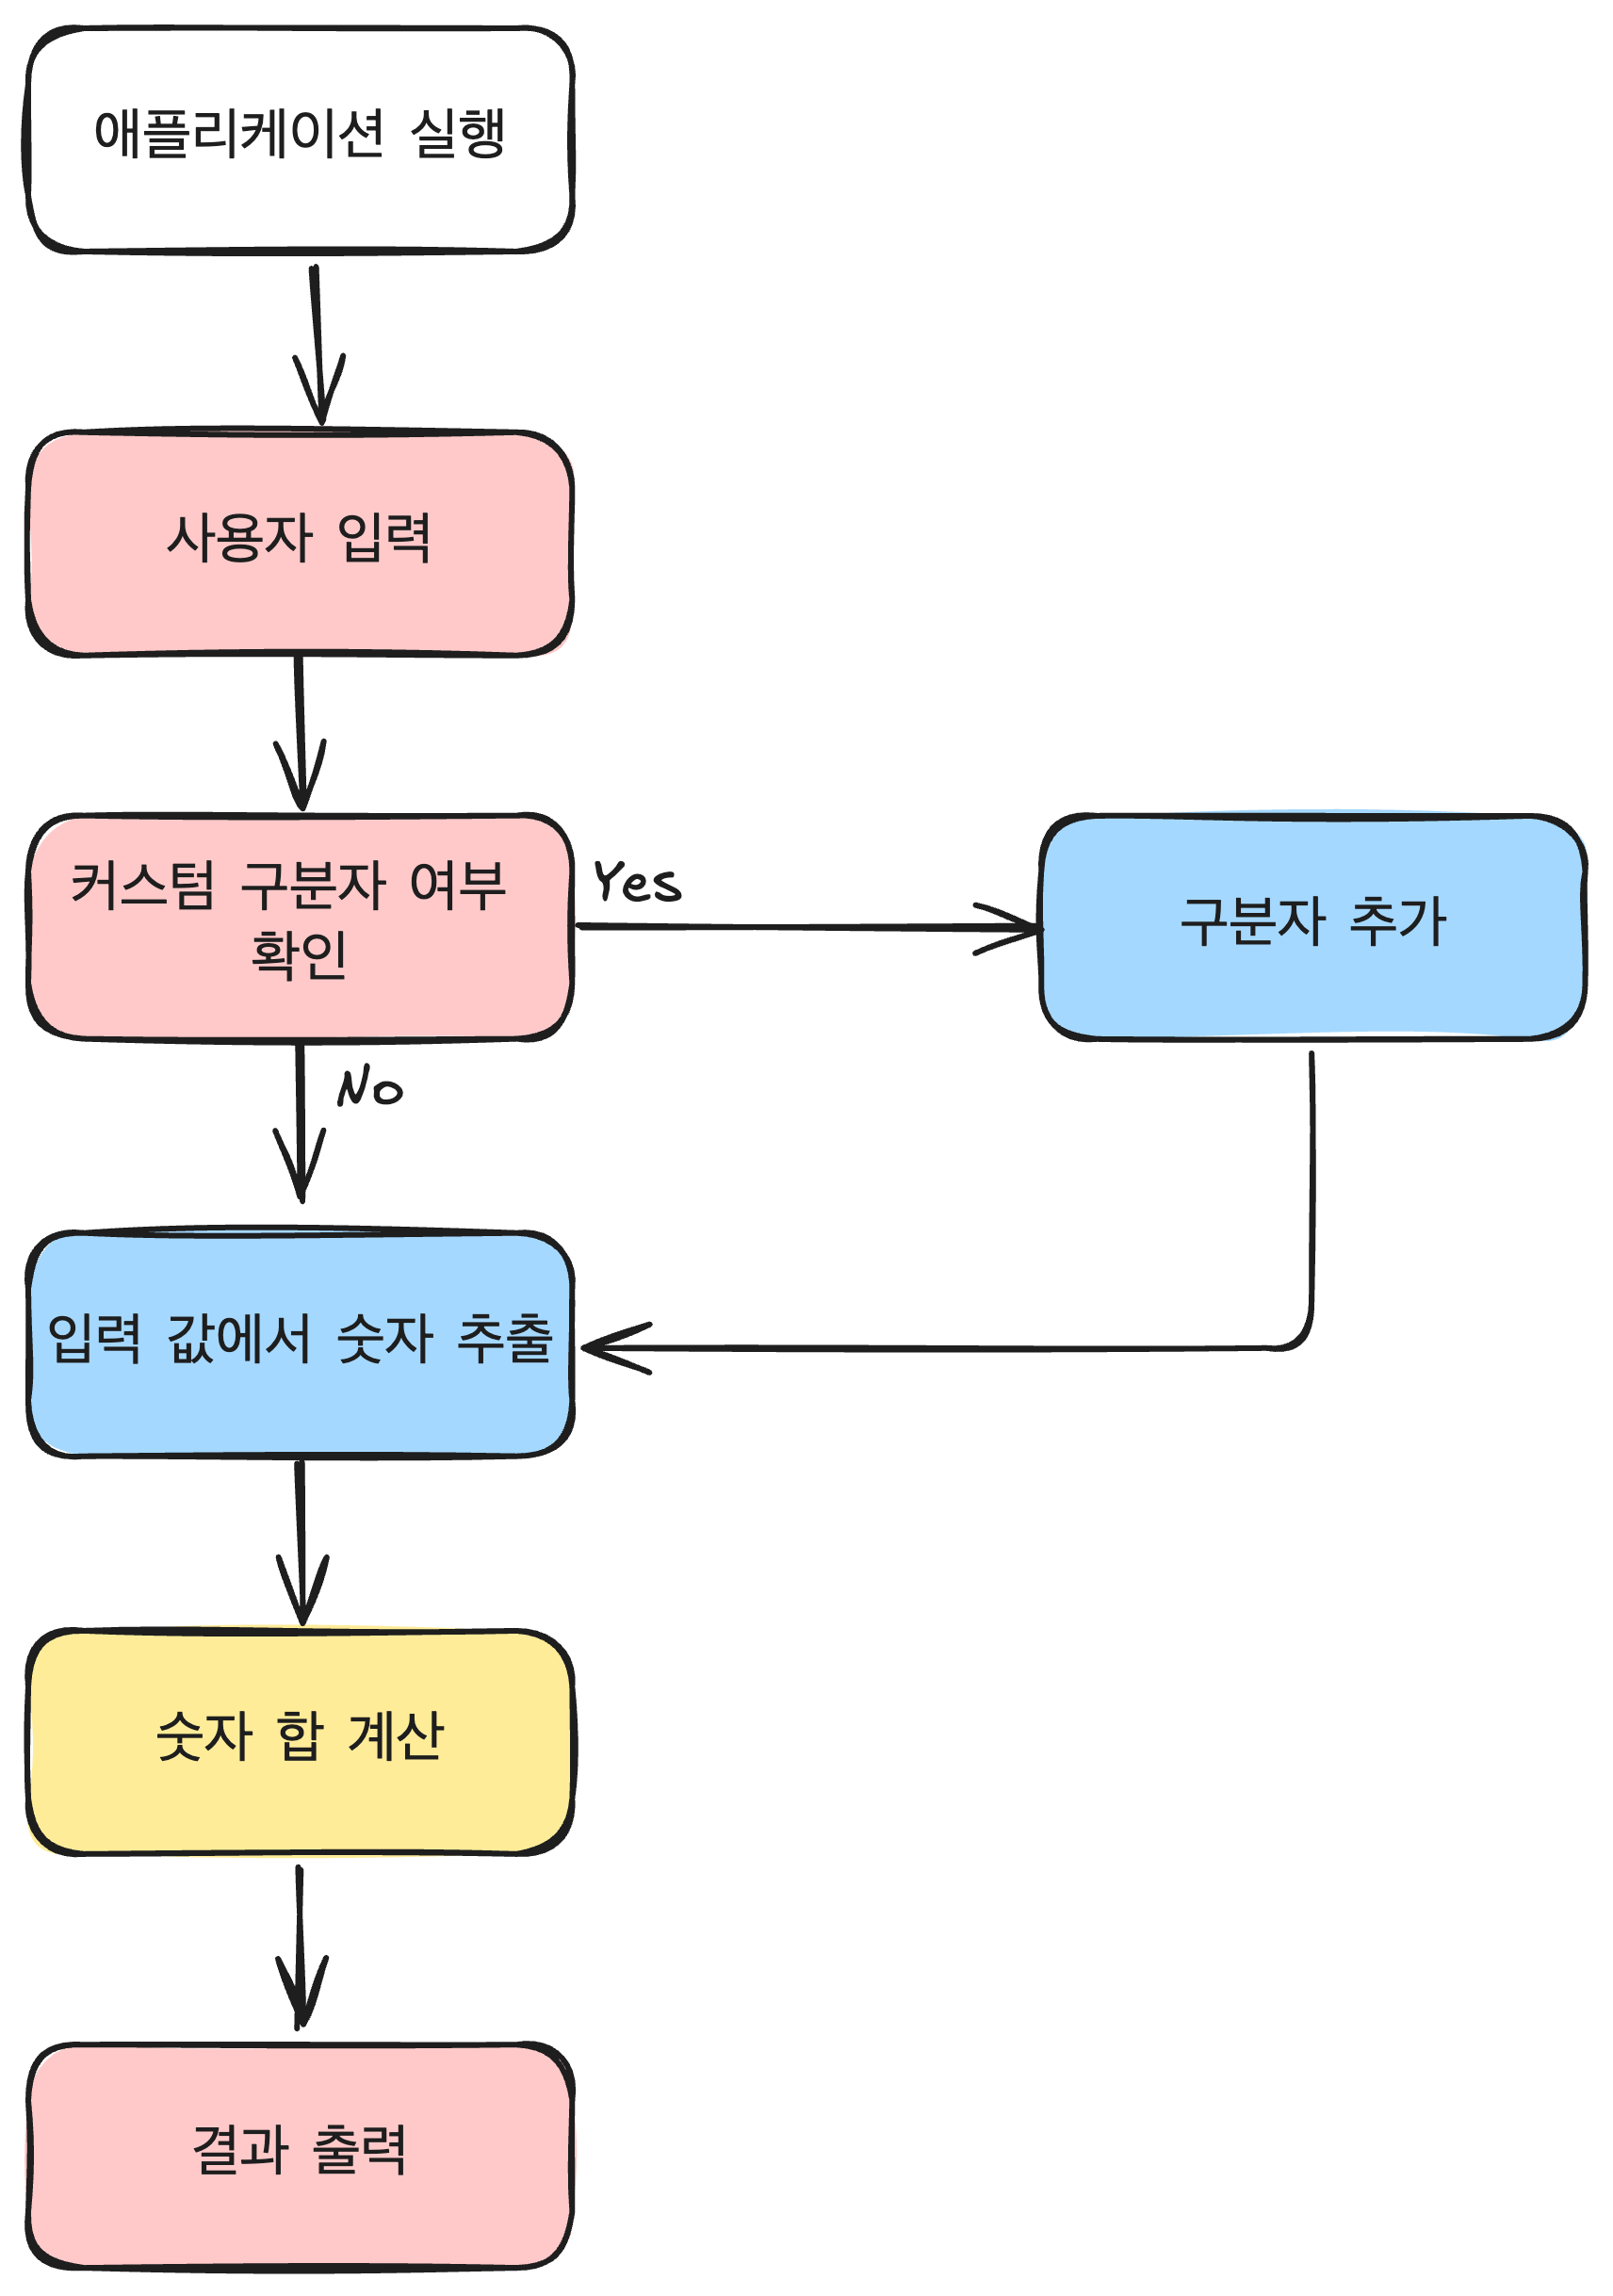 애플리케이션 실행
사용자 입력
커스텀 구분자 여부
확인
Yes
구분자 추가
No
입력 값에서 숫자 추출
숫자 합 계산
결과 출력